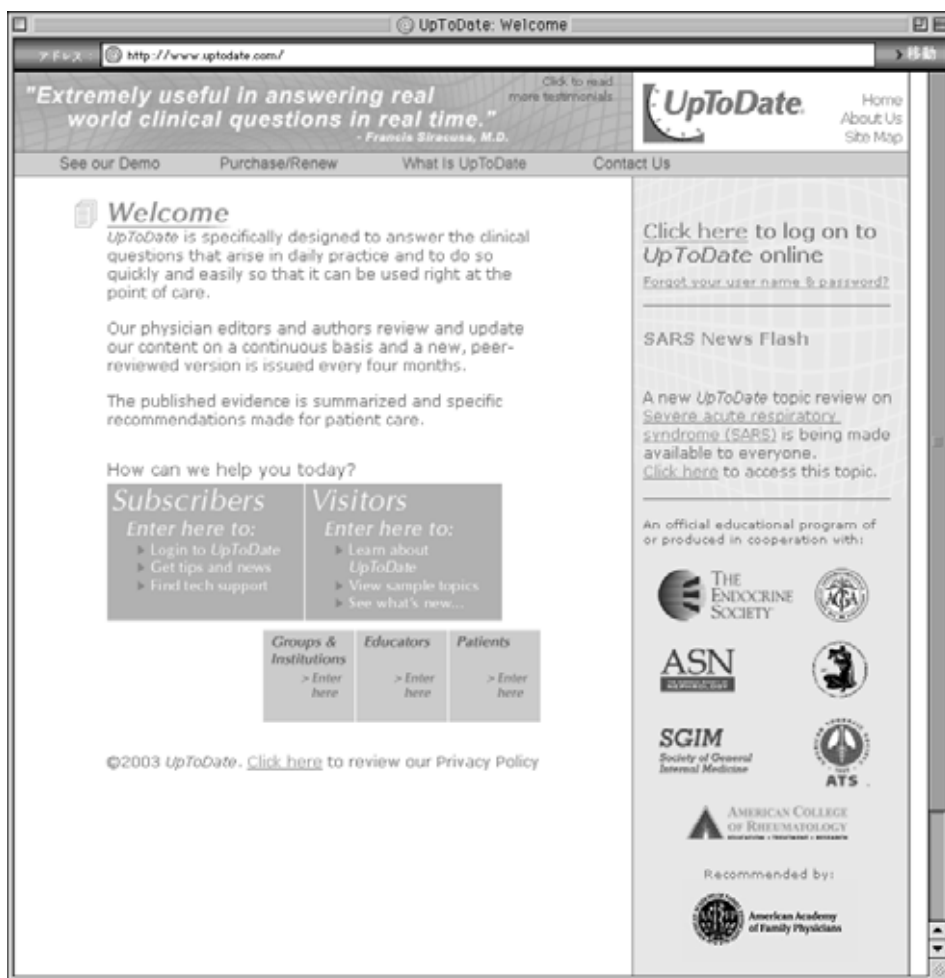 UpToDate: Welcome
アドレス: http://www.uptodate.com/ 移動
"Extremely useful in answering real
world clinical questions in real time."
- Francis Siracusa, M.D.
Click to read
more testimonials
UpToDate
Home
About Us
Site Map
See our Demo Purchase/Renew What Is UpToDate Contact Us
Welcome
UpToDate is specifically designed to answer the clinical
questions that arise in daily practice and to do so
quickly and easily so that it can be used right at the
point of care.
Our physician editors and authors review and update
our content on a continuous basis and a new, peer-
reviewed version is issued every four months.
The published evidence is summarized and specific
recommendations made for patient care.
How can we help you today?
Subscribers
Enter here to:
Login to UpToDate
Get tips and news
Find tech support
Visitors
Enter here to:
Learn about
UpToDate
View sample topics
See what's new...
Groups &
Institutions
> Enter
here
Educators
> Enter
here
Patients
> Enter
here
©2003 UpToDate. Click here to review our Privacy Policy
Click here to log on to
UpToDate online
Forgot your user name & password?
SARS News Flash
A new UpToDate topic review on
Severe acute respiratory
syndrome (SARS) is being made
available to everyone.
Click here to access this topic.
An official educational program of
or produced in cooperation with:
THE
ENDOCRINE
SOCIETY
AGA
ASN
SGIM
Society of General
Internal Medicine
ATS
AMERICAN COLLEGE
OF RHEUMATOLOGY
EDUCATION • TREATMENT • RESEARCH
Recommended by:
American Academy
of Family Physicians